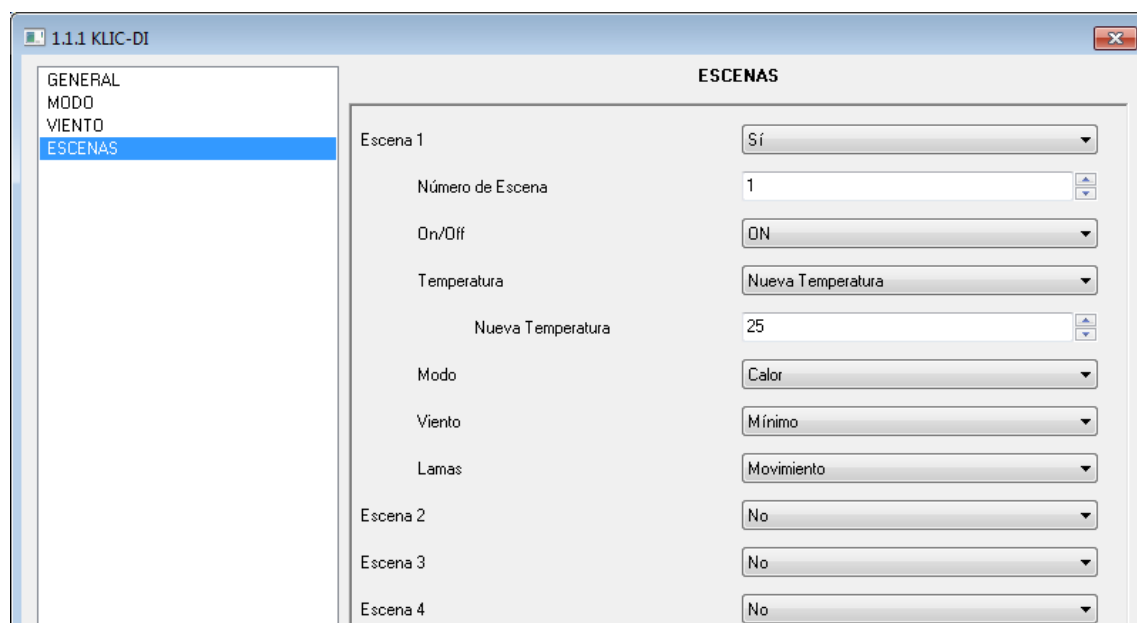 1.1.1 KLIC-DI
GENERAL
MODO
VIENTO
ESCENAS
ESCENAS
Escena 1 Sí
Número de Escena 1
On/Off ON
Temperatura Nueva Temperatura
Nueva Temperatura 25
Modo Calor
Viento Mínimo
Lamas Movimiento
Escena 2 No
Escena 3 No
Escena 4 No